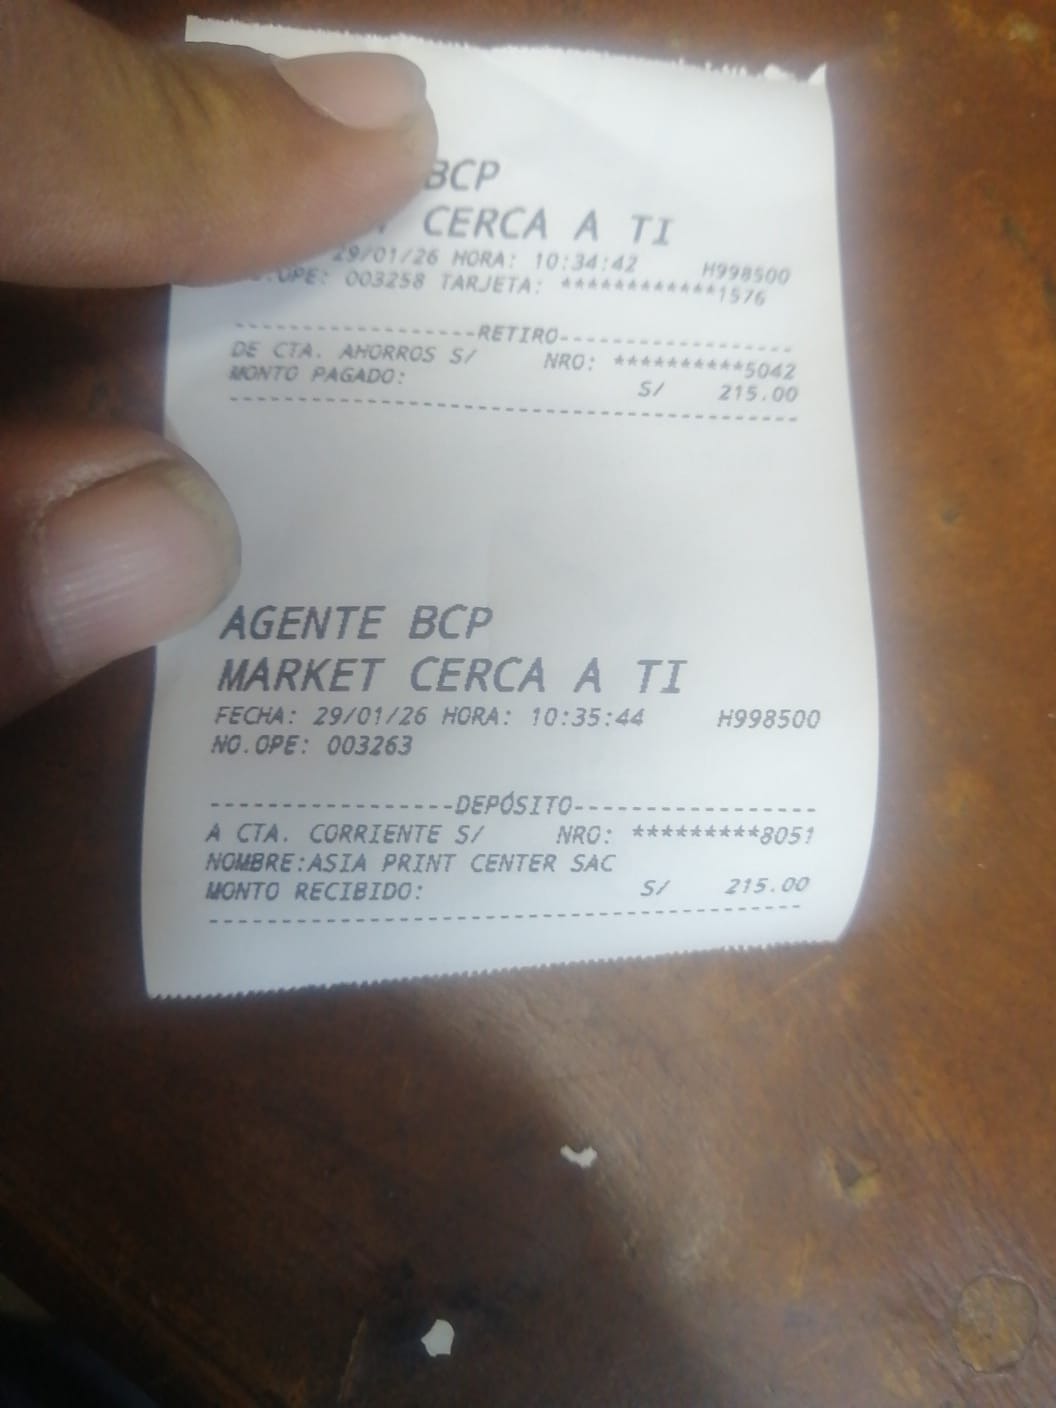 BCP
CERCA A TI
29/01/26 HORA: 10:34:42 H998500
.OPE: 003258 TARJETA: ************1576
------------------RETIRO------------------
DE CTA. AHORROS S/ NRO: **********5042
MONTO PAGADO: S/ 215.00
AGENTE BCP
MARKET CERCA A TI
FECHA: 29/01/26 HORA: 10:35:44 H998500
NO.OPE: 003263
------------------DEPÓSITO------------------
A CTA. CORRIENTE S/ NRO: *********8051
NOMBRE:ASIA PRINT CENTER SAC
MONTO RECIBIDO: S/ 215.00